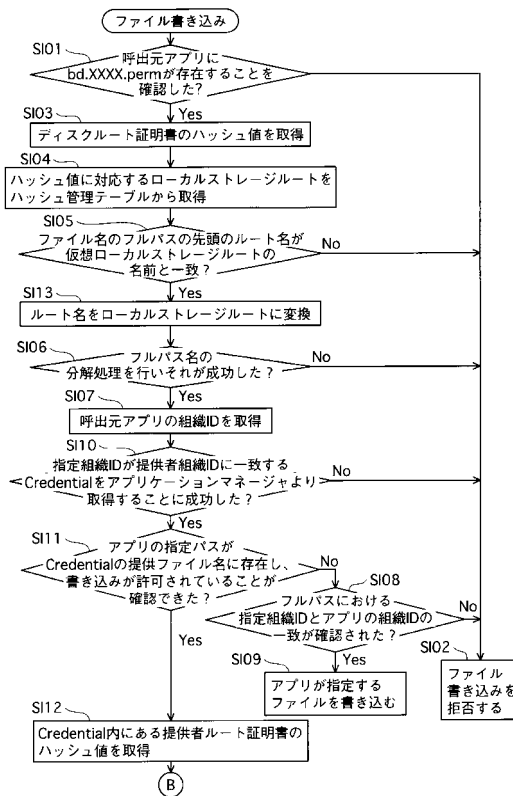 ファイル書き込み
SI01
呼出元アプリに
bd.XXXX.permが存在することを
確認した?
Yes
SI03
ディスクルート証明書のハッシュ値を取得
SI04
ハッシュ値に対応するローカルストレージルートを
ハッシュ管理テーブルから取得
SI05
ファイル名のフルパスの先頭のルート名が
仮想ローカルストレージルートの
名前と一致?
No
Yes
SI13
ルート名をローカルストレージルートに変換
SI06
フルパス名の
分解処理を行いそれが成功した?
No
Yes
SI07
呼出元アプリの組織IDを取得
SI10
指定組織IDが提供者組織IDに一致する
Credentialをアプリケーションマネージャより
取得することに成功した?
No
Yes
SI11
アプリの指定パスが
Credentialの提供ファイル名に存在し、
書き込みが許可されていることが
確認できた?
No
Yes
SI08
フルパスにおける
指定組織IDとアプリの組織IDの
一致が確認された?
No
Yes
SI09
アプリが指定する
ファイルを書き込む
SI02
ファイル
書き込みを
拒否する
SI12
Credential内にある提供者ルート証明書の
ハッシュ値を取得
B